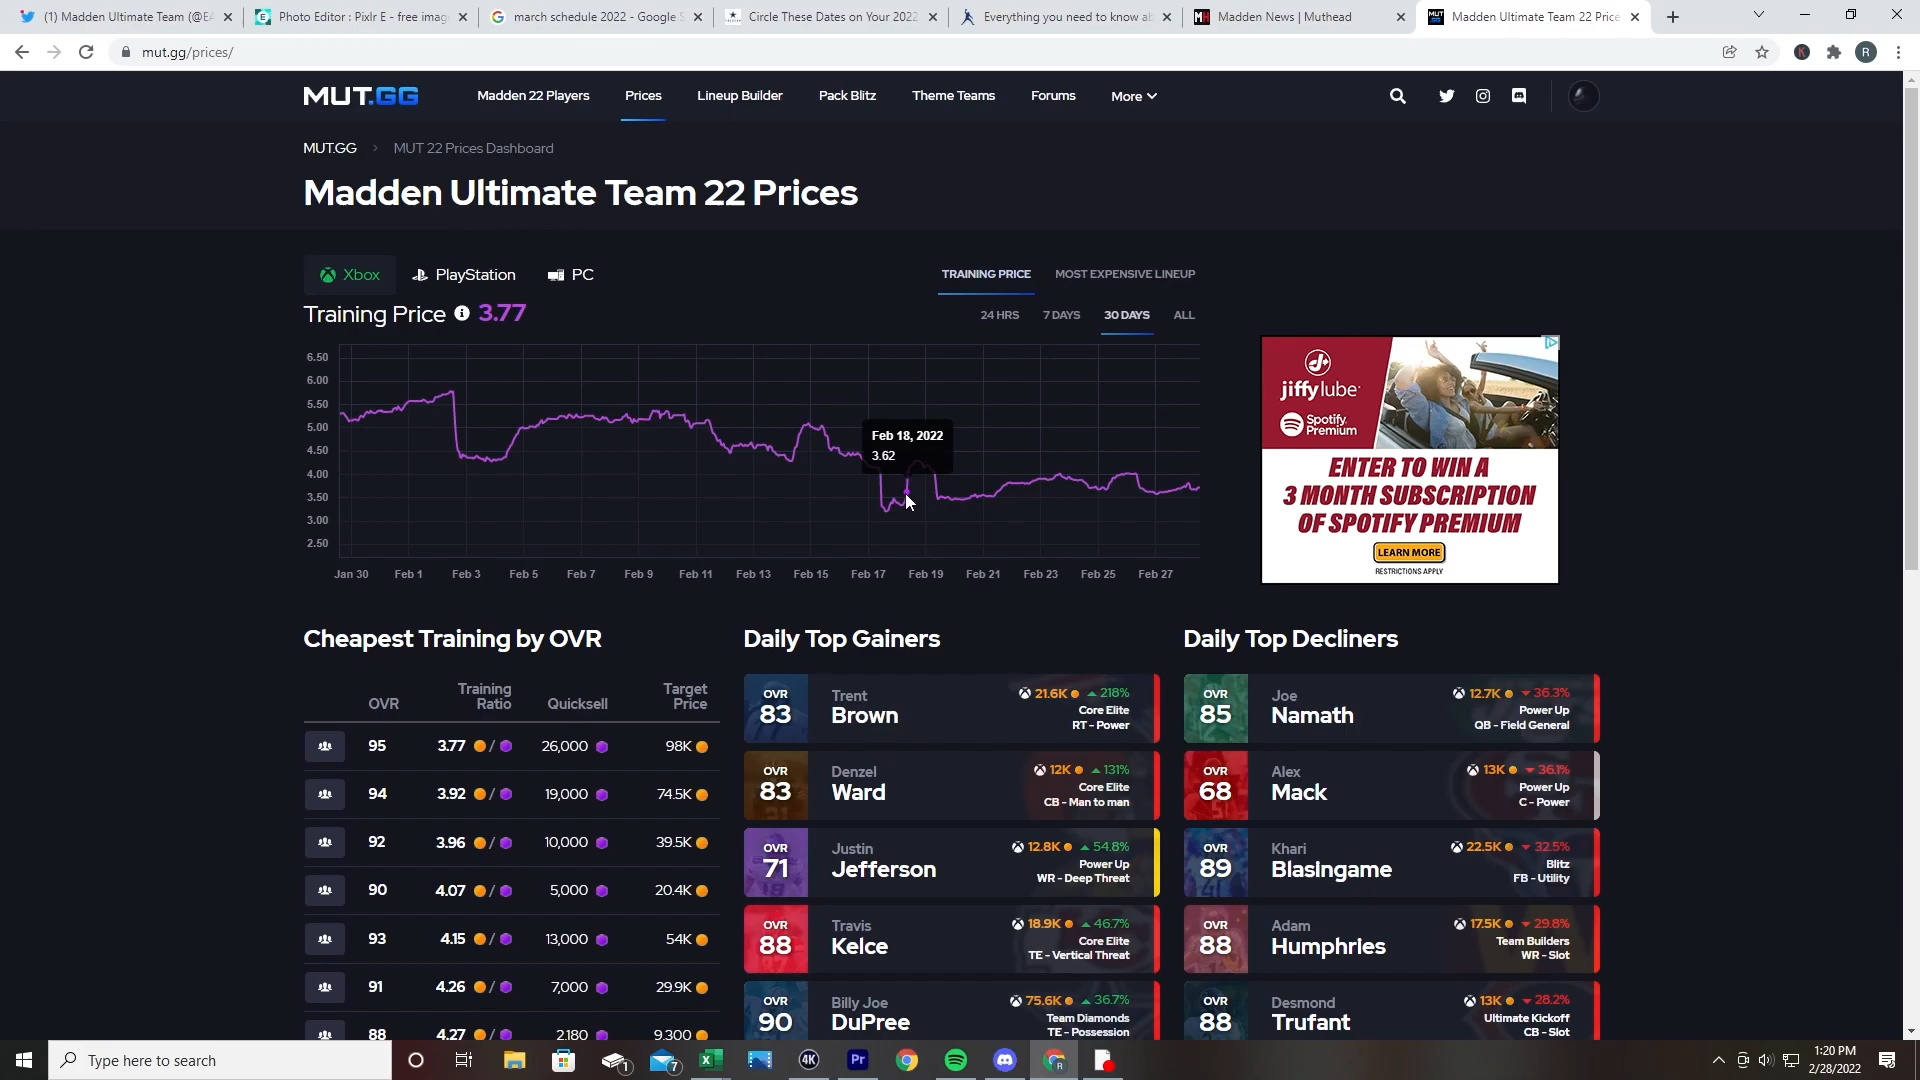 (1) Madden Ultimate Team (@EA
Photo Editor : Pixlr E - free imag
march schedule 2022 - Google S
Circle These Dates on Your 2022
Everything you need to know ab
Madden News | Muthead
Madden Ultimate Team 22 Price
mut.gg/prices/
R
MUT.GG
Madden 22 Players
Prices
Lineup Builder
Pack Blitz
Theme Teams
Forums
More
MUT.GG > MUT 22 Prices Dashboard
Madden Ultimate Team 22 Prices
Xbox
PlayStation
PC
TRAINING PRICE
MOST EXPENSIVE LINEUP
Training Price 3.77
24 HRS
7 DAYS
30 DAYS
ALL
6.50
6.00
5.50
5.00
4.50
4.00
3.50
3.00
2.50
Feb 18, 2022
3.62
Jan 30
Feb 1
Feb 3
Feb 5
Feb 7
Feb 9
Feb 11
Feb 13
Feb 15
Feb 17
Feb 19
Feb 21
Feb 23
Feb 25
Feb 27
jiffylube
Spotify
Premium
ENTER TO WIN A
3 MONTH SUBSCRIPTION
OF SPOTIFY PREMIUM
LEARN MORE
RESTRICTIONS APPLY
Cheapest Training by OVR
OVR
Training
Ratio
Quicksell
Target
Price
95 3.77 / 26,000 98K
94 3.92 / 19,000 74.5K
92 3.96 / 10,000 39.5K
90 4.07 / 5,000 20.4K
93 4.15 / 13,000 54K
91 4.26 / 7,000 29.9K
88 4.27 / 2,180 9,300
Daily Top Gainers
OVR
83
Trent
Brown
21.6K 218%
Core Elite
RT - Power
OVR
83
Denzel
Ward
12K 131%
Core Elite
CB - Man to man
OVR
71
Justin
Jefferson
12.8K 54.8%
Power Up
WR - Deep Threat
OVR
88
Travis
Kelce
18.9K 46.7%
Core Elite
TE - Vertical Threat
OVR
90
Billy Joe
DuPree
75.6K 36.7%
Team Diamonds
TE - Possession
Daily Top Decliners
OVR
85
Joe
Namath
12.7K 36.3%
Power Up
QB - Field General
OVR
68
Alex
Mack
13K 36.1%
Power Up
C - Power
OVR
89
Khari
Blasingame
22.5K 32.5%
Blitz
FB - Utility
OVR
88
Adam
Humphries
17.5K 29.8%
Team Builders
WR - Slot
OVR
88
Desmond
Trufant
13K 28.2%
Ultimate Kickoff
CB - Slot
Type here to search
1
7
4K
Pr
1:20 PM
2/28/2022